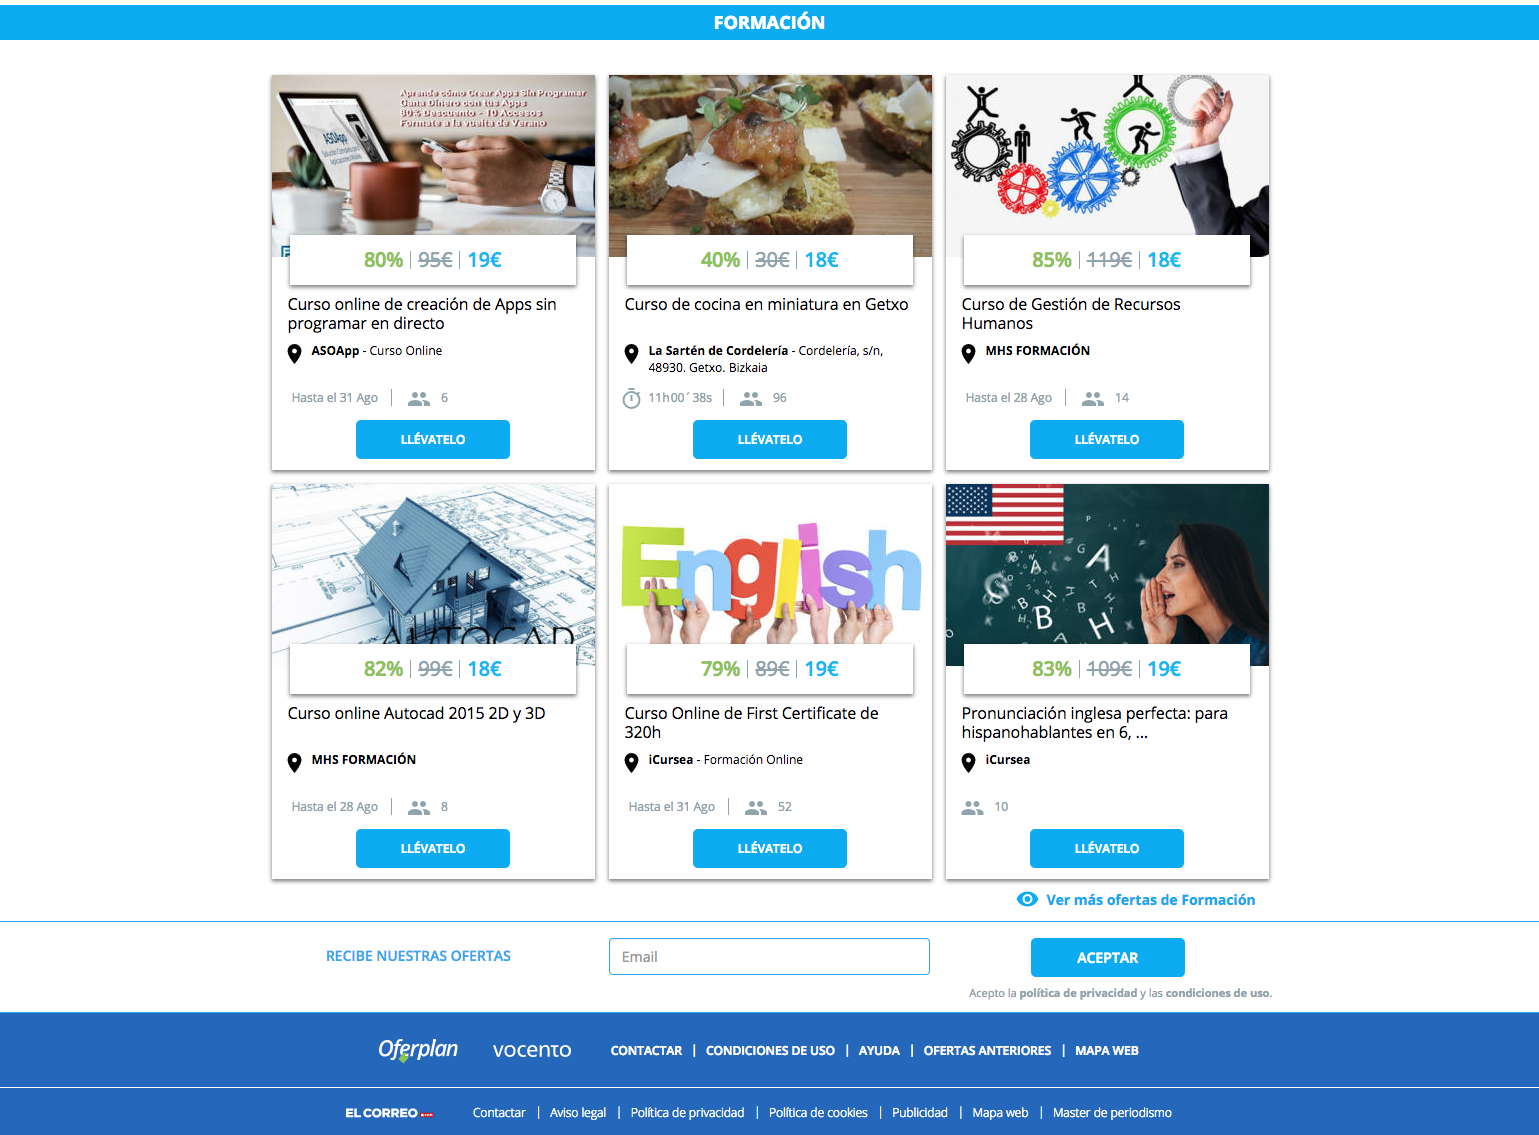 FORMACIÓN
Aprende cómo Crear Apps Sin Programar
Gana Dinero con tus Apps
80% Descuento - 10 Accesos
Formate a la vuelta de Verano
ASOApp
80% | 95€ | 19€
Curso online de creación de Apps sin
programar en directo
ASOApp - Curso Online
Hasta el 31 Ago | 6
LLÉVATELO
40% | 30€ | 18€
Curso de cocina en miniatura en Getxo
La Sartén de Cordelería - Cordelería, s/n,
48930. Getxo. Bizkaia
11h00´38s | 96
LLÉVATELO
85% | 119€ | 18€
Curso de Gestión de Recursos
Humanos
MHS FORMACIÓN
Hasta el 28 Ago | 14
LLÉVATELO
AUTOCAD
82% | 99€ | 18€
Curso online Autocad 2015 2D y 3D
MHS FORMACIÓN
Hasta el 28 Ago | 8
LLÉVATELO
English
79% | 89€ | 19€
Curso Online de First Certificate de
320h
iCursea - Formación Online
Hasta el 31 Ago | 52
LLÉVATELO
83% | 109€ | 19€
Pronunciación inglesa perfecta: para
hispanohablantes en 6, ...
iCursea
10
LLÉVATELO
Ver más ofertas de Formación
RECIBE NUESTRAS OFERTAS
Email
ACEPTAR
Acepto la política de privacidad y las condiciones de uso.
Oferplan vocento CONTACTAR | CONDICIONES DE USO | AYUDA | OFERTAS ANTERIORES | MAPA WEB
EL CORREO Contactar | Aviso legal | Política de privacidad | Política de cookies | Publicidad | Mapa web | Master de periodismo